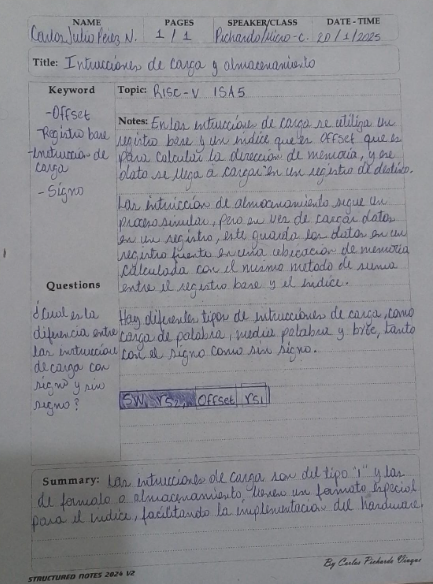 NAME PAGES SPEAKER/CLASS DATE - TIME
Carlos Julio Pérez N. 1 / 1 Pichardo/Micro-C. 20/1/2025
Title: Intrucciones de carga y almacenamiento
Keyword
-Offset
-Registro base
-Instrucción de
carga
-Signo
Topic: RISC-V ISA5
Notes: En las intrucciones de carga se utiliza un
registro base y un indice que es OFFSET que es
para calcular la dirección de memoria, y ese
dato se llega a cargar en un registro de destino.
Las intrucción de almacenamiento sigue un
proceso simular, pero en vez de cargar datos
en un registro, este guarda los datos en un
registro fuente en una ubicación de memoria
calculada con el mismo metodo de suma
entre el registro base y el indice.
Questions
¿Cual es la
diferencia entre
las instrucciones
de carga con
signo y sin
signo?
Hay diferentes tipos de intrucciones de carga, como
carga de palabra, media palabra y byte, tanto
con el signo como sin signo.
SW rs2, Offset rs1
Summary: Las intrucciones de carga son del tipo "I" y las
de formato a almacenamiento, tienen un formato especial
para el indice, facilitando la implementación del hardware.
STRUCTURED NOTES 2024 V2
By Carlos Pichardo Vicuque